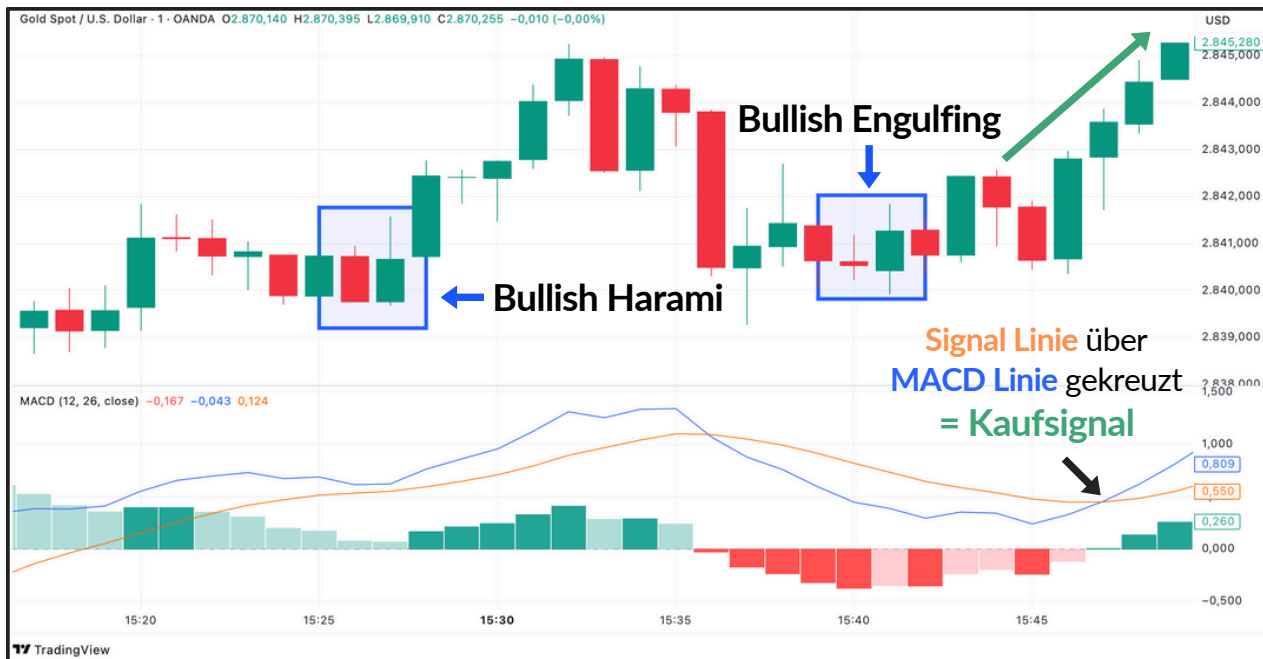 Gold Spot / U.S. Dollar · 1 · OANDA O2.870,140 H2.870,395 L2.869,910 C2.870,255 −0,010 (−0,00%)
USD
2.845,280
2.845,000
2.844,000
Bullish Engulfing
2.843,000
2.842,000
2.841,000
Bullish Harami
2.840,000
2.839,000
Signal Linie über
MACD Linie gekreuzt
= Kaufsignal
2.838,000
MACD (12, 26, close) −0,167 −0,043 0,124
1,500
1,000
0,809
0,550
0,260
0,000
−0,500
15:20 15:25 15:30 15:35 15:40 15:45
TradingView